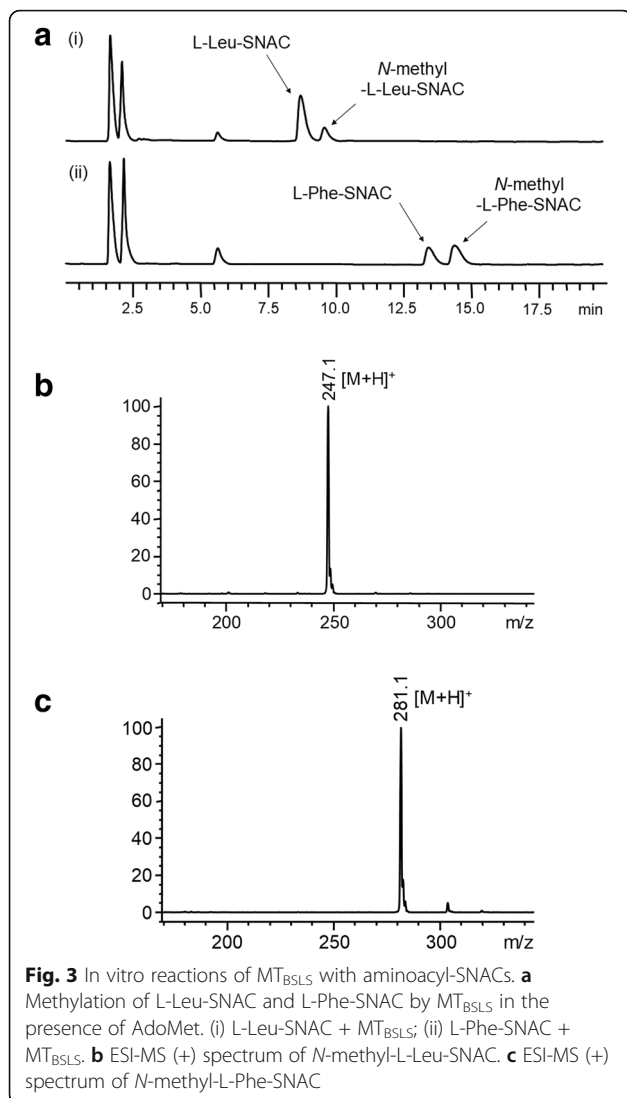 a (i)
L-Leu-SNAC
N-methyl
-L-Leu-SNAC
(ii)
L-Phe-SNAC
N-methyl
-L-Phe-SNAC
2.5 5.0 7.5 10.0 12.5 15.0 17.5 min
b
247.1 [M+H]+
100
80
60
40
20
0
200 250 300 m/z
c
281.1 [M+H]+
100
80
60
40
20
0
200 250 300 m/z
Fig. 3 In vitro reactions of MTBSLS with aminoacyl-SNACs. a
Methylation of L-Leu-SNAC and L-Phe-SNAC by MTBSLS in the
presence of AdoMet. (i) L-Leu-SNAC + MTBSLS; (ii) L-Phe-SNAC +
MTBSLS. b ESI-MS (+) spectrum of N-methyl-L-Leu-SNAC. c ESI-MS (+)
spectrum of N-methyl-L-Phe-SNAC